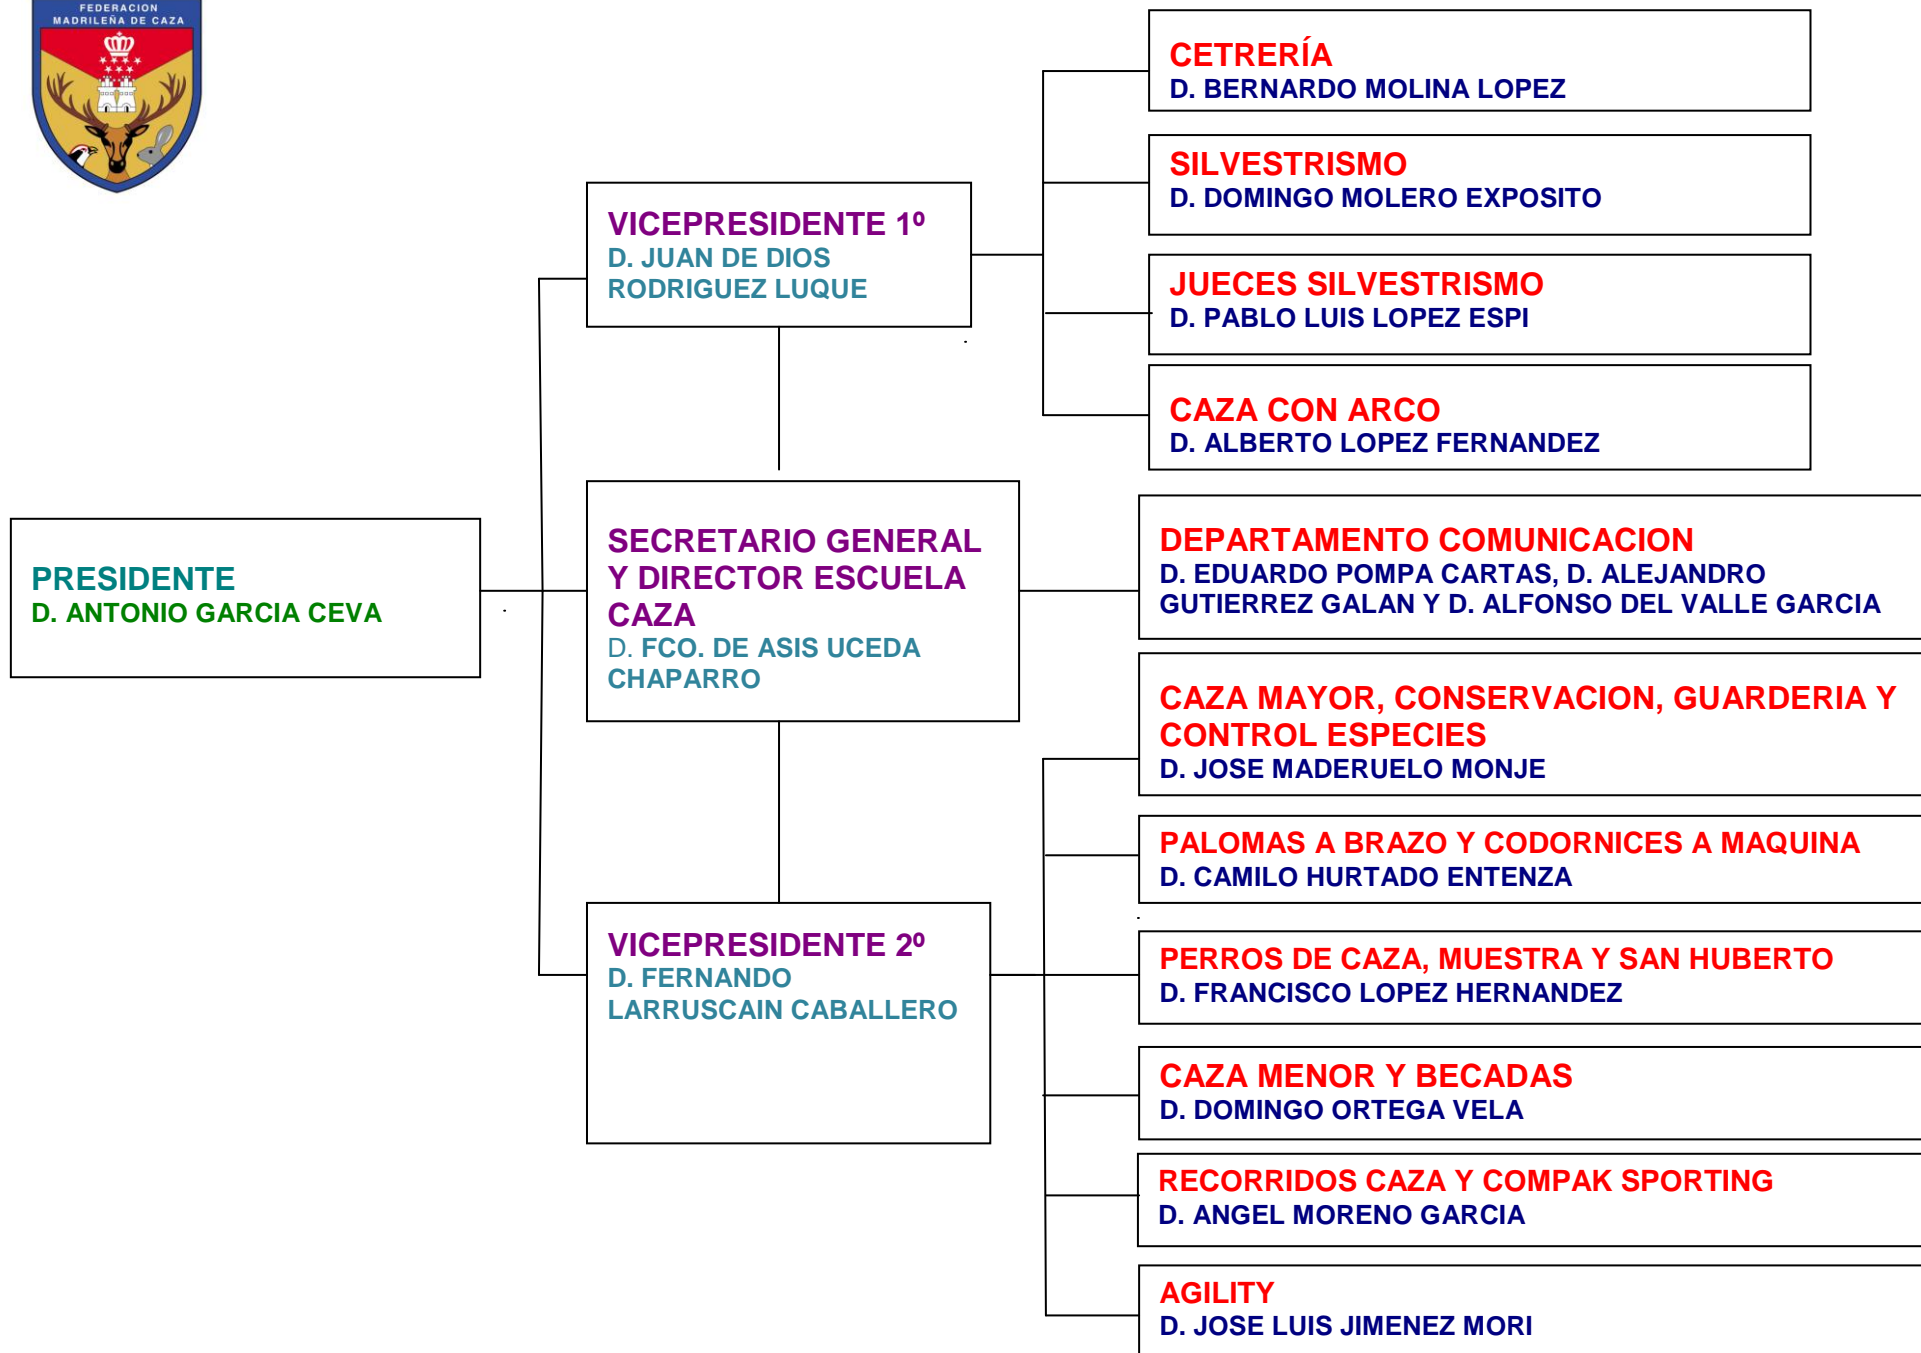 FEDERACION
MADRILEÑA DE CAZA
CETRERÍA
D. BERNARDO MOLINA LOPEZ
SILVESTRISMO
D. DOMINGO MOLERO EXPOSITO
VICEPRESIDENTE 1º
D. JUAN DE DIOS
RODRIGUEZ LUQUE
JUECES SILVESTRISMO
D. PABLO LUIS LOPEZ ESPI
CAZA CON ARCO
D. ALBERTO LOPEZ FERNANDEZ
PRESIDENTE
D. ANTONIO GARCIA CEVA
SECRETARIO GENERAL
Y DIRECTOR ESCUELA
CAZA
D. FCO. DE ASIS UCEDA
CHAPARRO
DEPARTAMENTO COMUNICACION
D. EDUARDO POMPA CARTAS, D. ALEJANDRO
GUTIERREZ GALAN Y D. ALFONSO DEL VALLE GARCIA
CAZA MAYOR, CONSERVACION, GUARDERIA Y
CONTROL ESPECIES
D. JOSE MADERUELO MONJE
PALOMAS A BRAZO Y CODORNICES A MAQUINA
D. CAMILO HURTADO ENTENZA
VICEPRESIDENTE 2º
D. FERNANDO
LARRUSCAIN CABALLERO
PERROS DE CAZA, MUESTRA Y SAN HUBERTO
D. FRANCISCO LOPEZ HERNANDEZ
CAZA MENOR Y BECADAS
D. DOMINGO ORTEGA VELA
RECORRIDOS CAZA Y COMPAK SPORTING
D. ANGEL MORENO GARCIA
AGILITY
D. JOSE LUIS JIMENEZ MORI